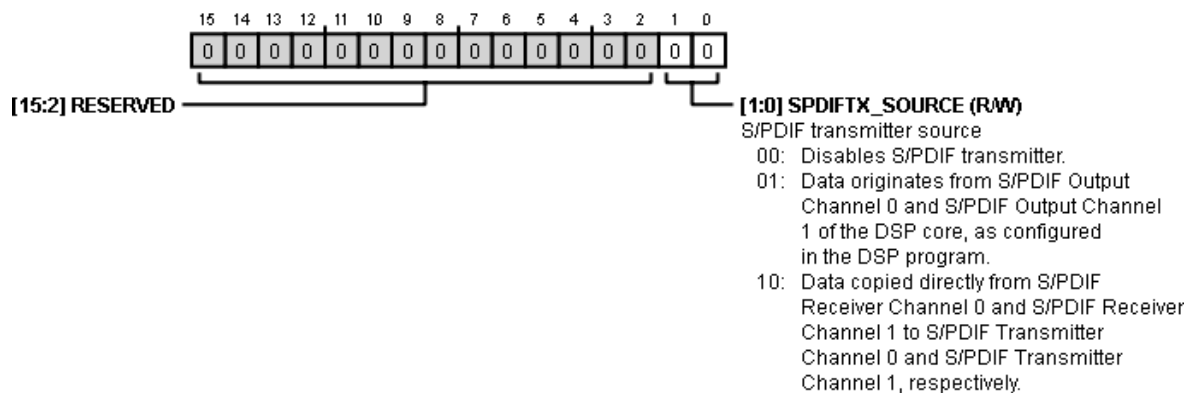 15 14 13 12 11 10 9 8 7 6 5 4 3 2 1 0
0 0 0 0 0 0 0 0 0 0 0 0 0 0 0 0
[15:2] RESERVED
[1:0] SPDIFTX_SOURCE (R/W)
S/PDIF transmitter source
00: Disables S/PDIF transmitter.
01: Data originates from S/PDIF Output
Channel 0 and S/PDIF Output Channel
1 of the DSP core, as configured
in the DSP program.
10: Data copied directly from S/PDIF
Receiver Channel 0 and S/PDIF Receiver
Channel 1 to S/PDIF Transmitter
Channel 0 and S/PDIF Transmitter
Channel 1, respectively.